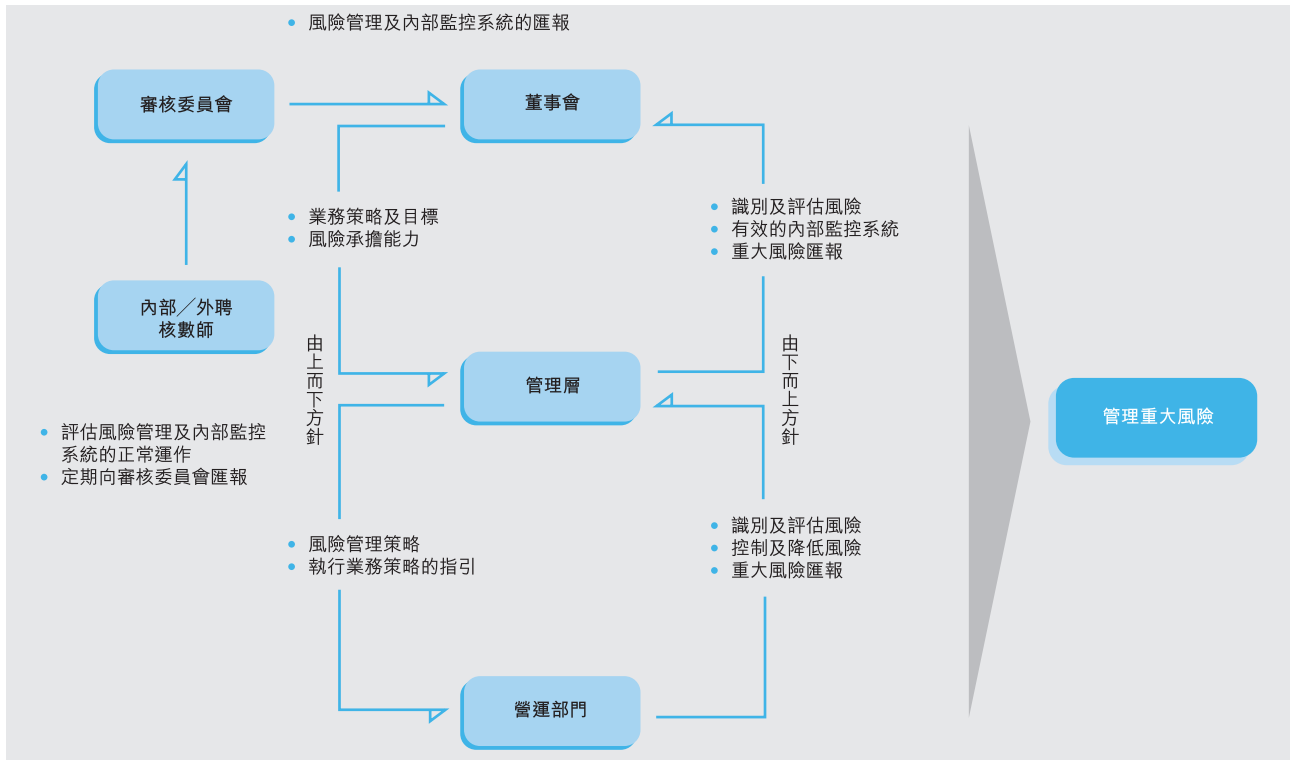 • 風險管理及內部監控系統的匯報
審核委員會
董事會
• 業務策略及目標
• 風險承擔能力
• 識別及評估風險
• 有效的內部監控系統
• 重大風險匯報
內部／外聘
核數師
由上而下方針
由下而上方針
管理層
管理重大風險
• 評估風險管理及內部監控
系統的正常運作
• 定期向審核委員會匯報
• 風險管理策略
• 執行業務策略的指引
• 識別及評估風險
• 控制及降低風險
• 重大風險匯報
營運部門